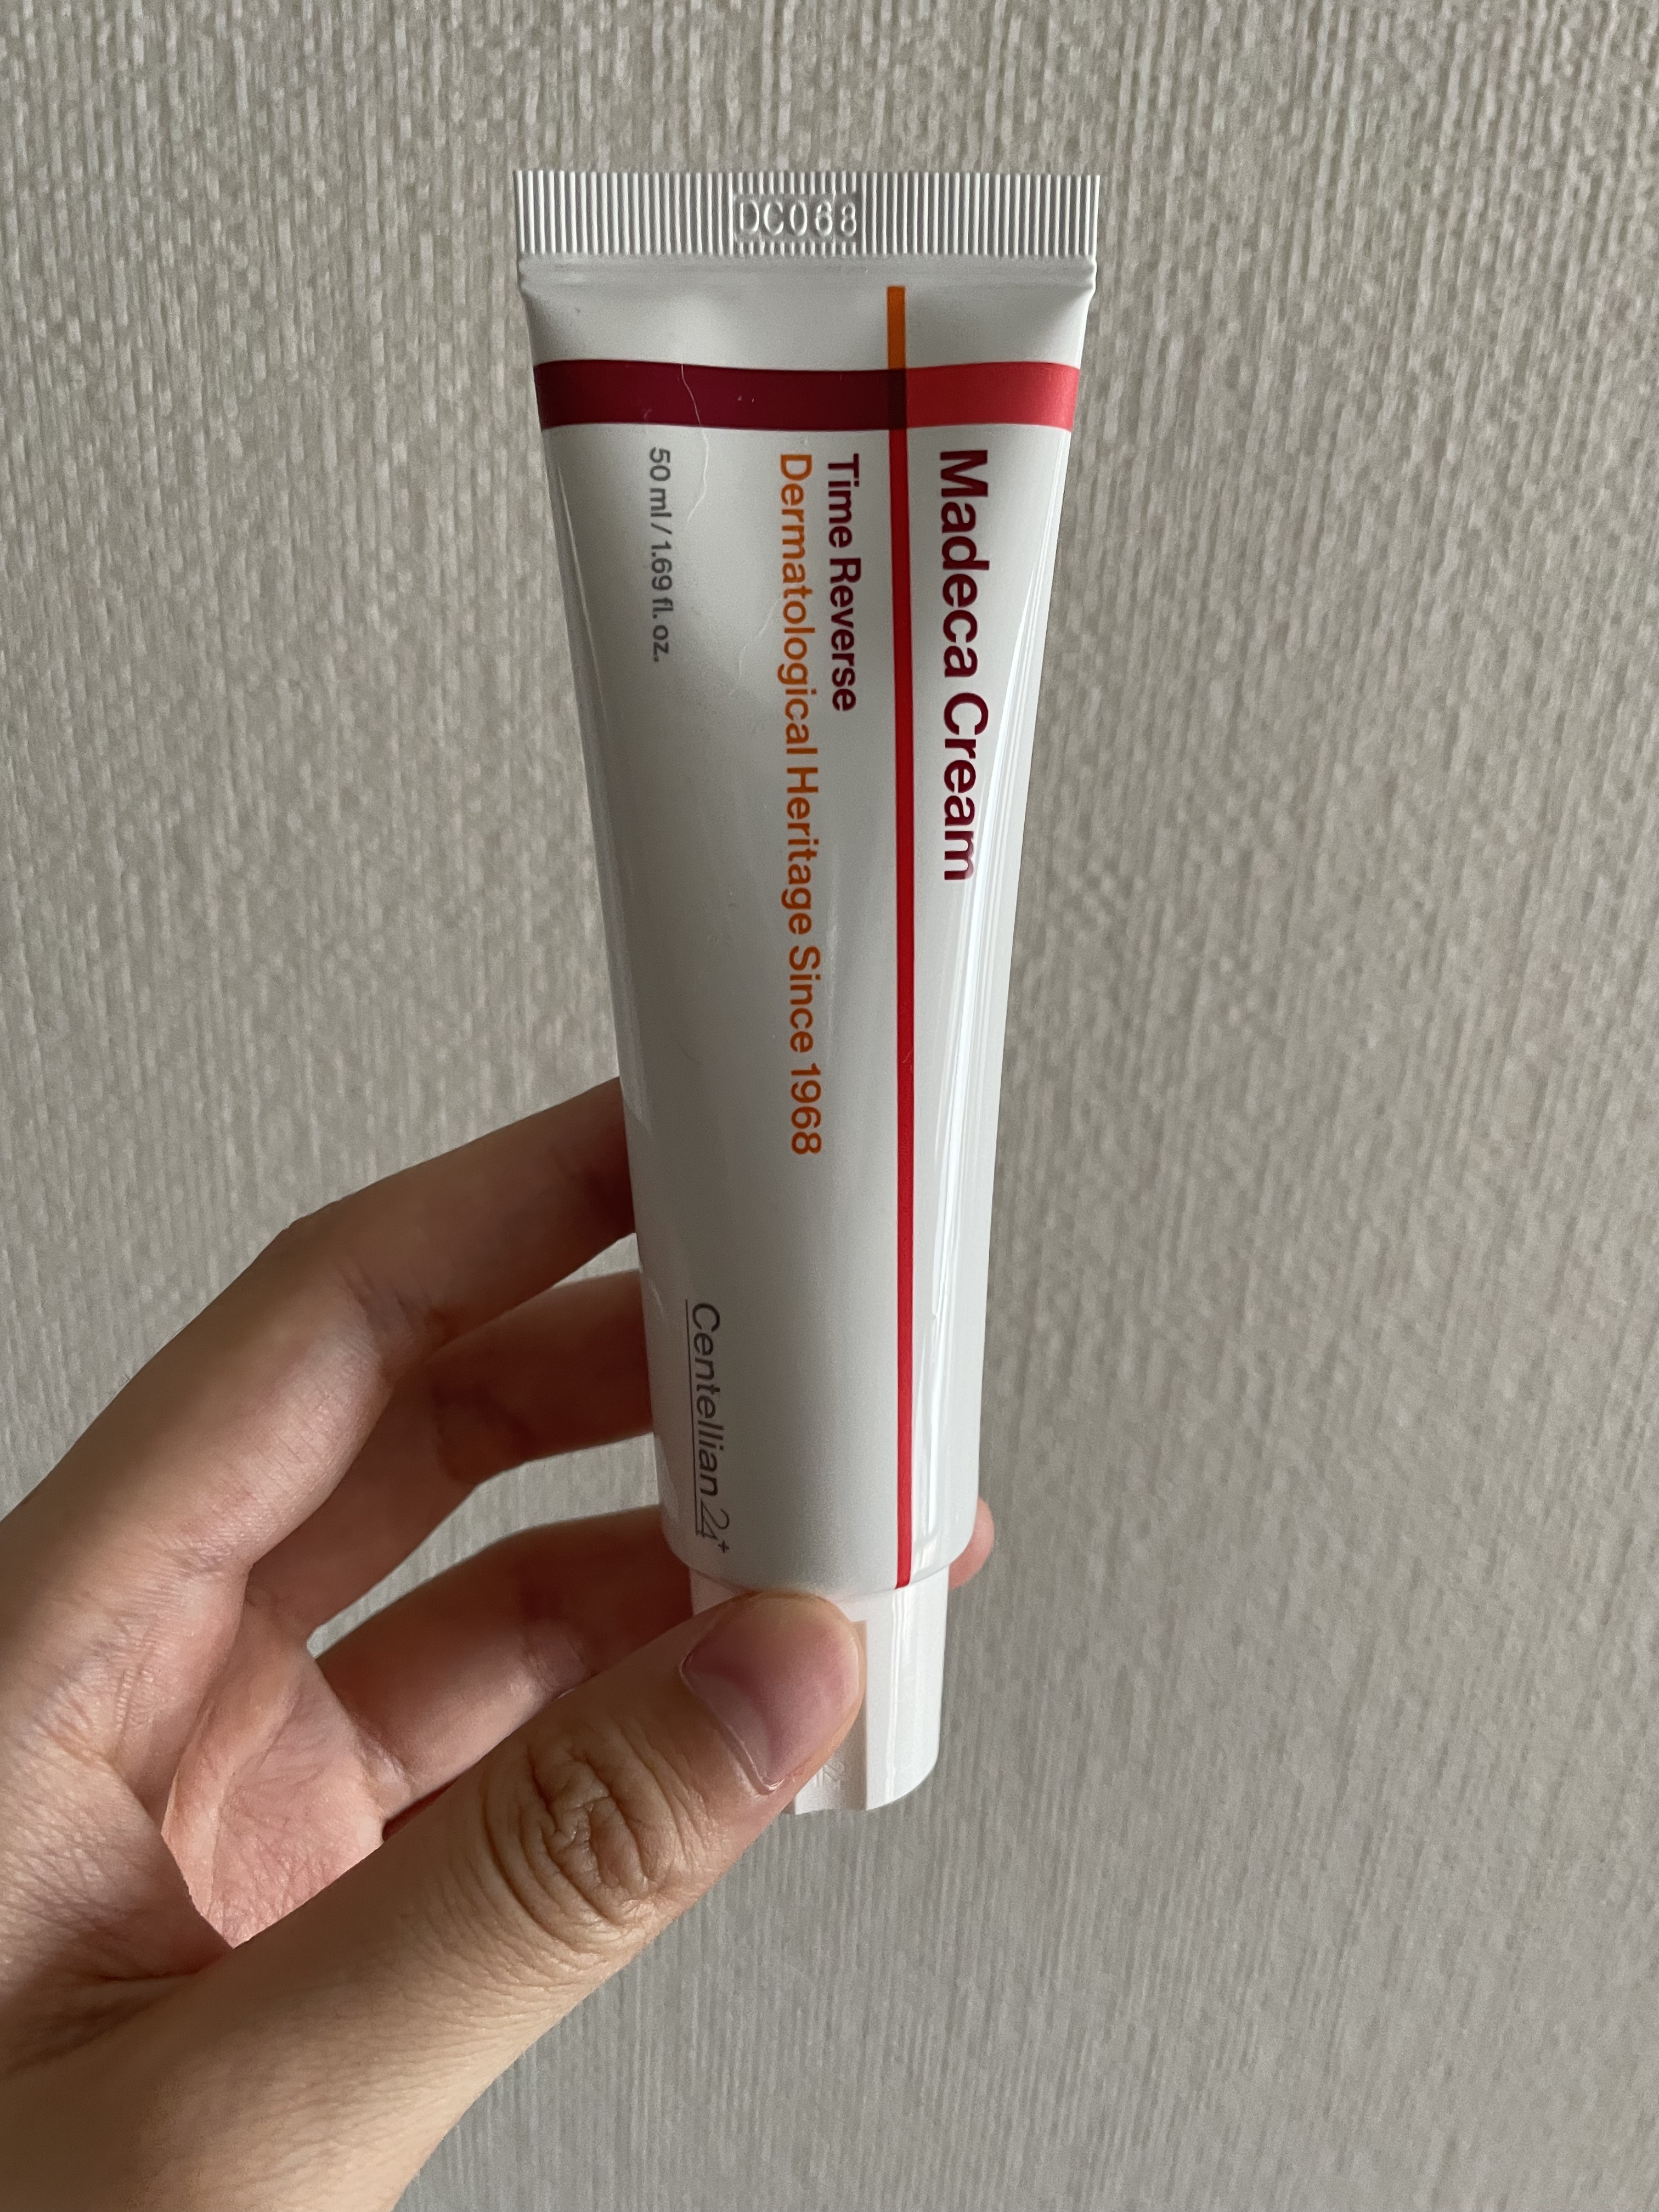 DC068
Madeca Cream
Time Reverse
Dermatological Heritage Since 1968
50 ml / 1.69 fl. oz.
Centellian24+